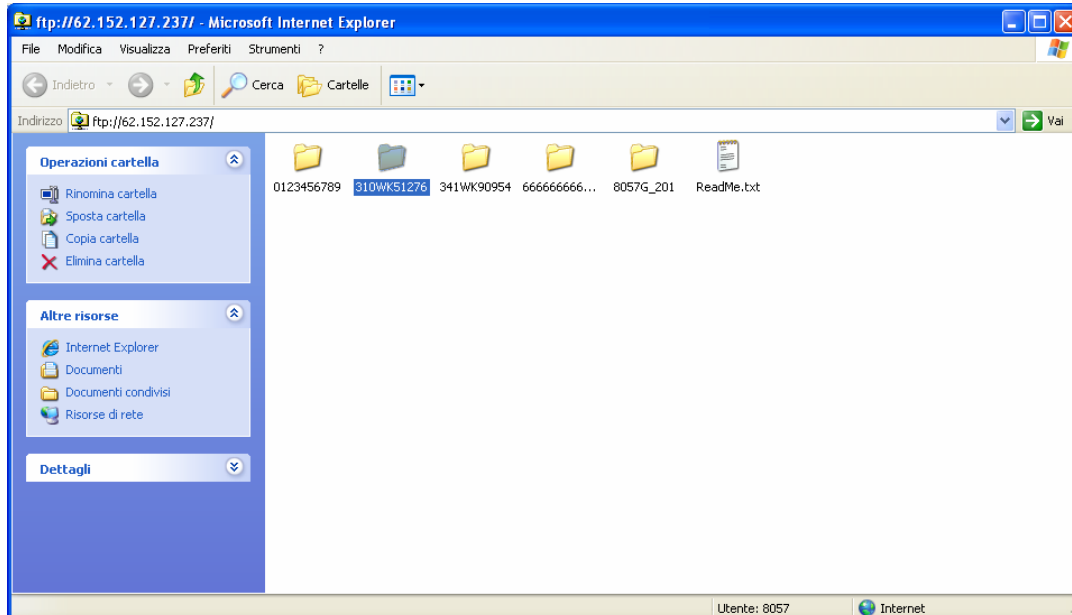 ftp://62.152.127.237/ - Microsoft Internet Explorer
File Modifica Visualizza Preferiti Strumenti ?
Indietro Cerca Cartelle
Indirizzo ftp://62.152.127.237/ Vai
Operazioni cartella
Rinomina cartella
Sposta cartella
Copia cartella
Elimina cartella
Altre risorse
Internet Explorer
Documenti
Documenti condivisi
Risorse di rete
Dettagli
0123456789 310WK51276 341WK90954 666666666... 8057G_201 ReadMe.txt
Utente: 8057 Internet